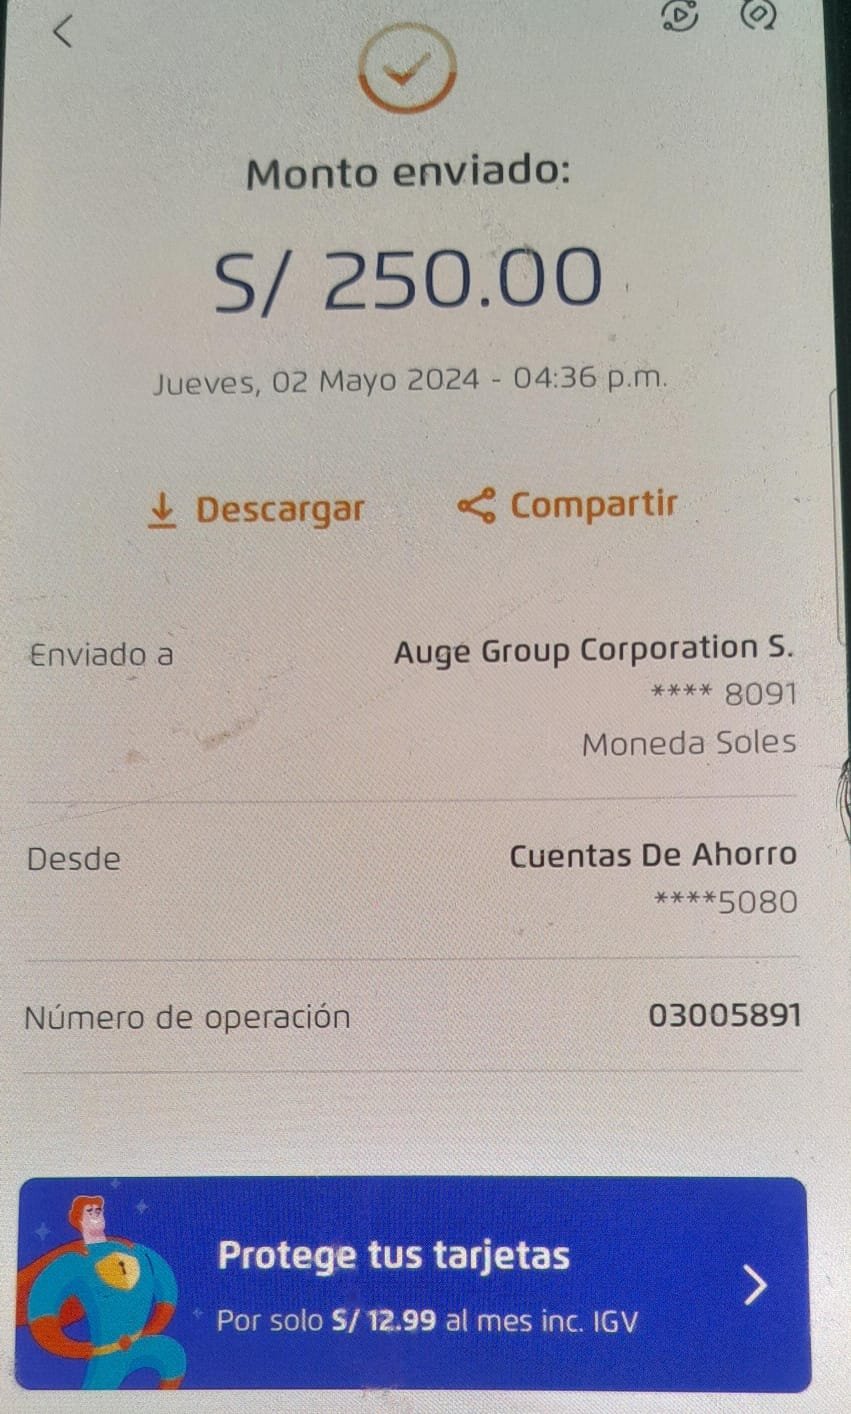 Monto enviado:
S/ 250.00
Jueves, 02 Mayo 2024 - 04:36 p.m.
Descargar
Compartir
Enviado a
Auge Group Corporation S.
**** 8091
Moneda Soles
Desde
Cuentas De Ahorro
****5080
Número de operación
03005891
Protege tus tarjetas
Por solo S/ 12.99 al mes inc. IGV